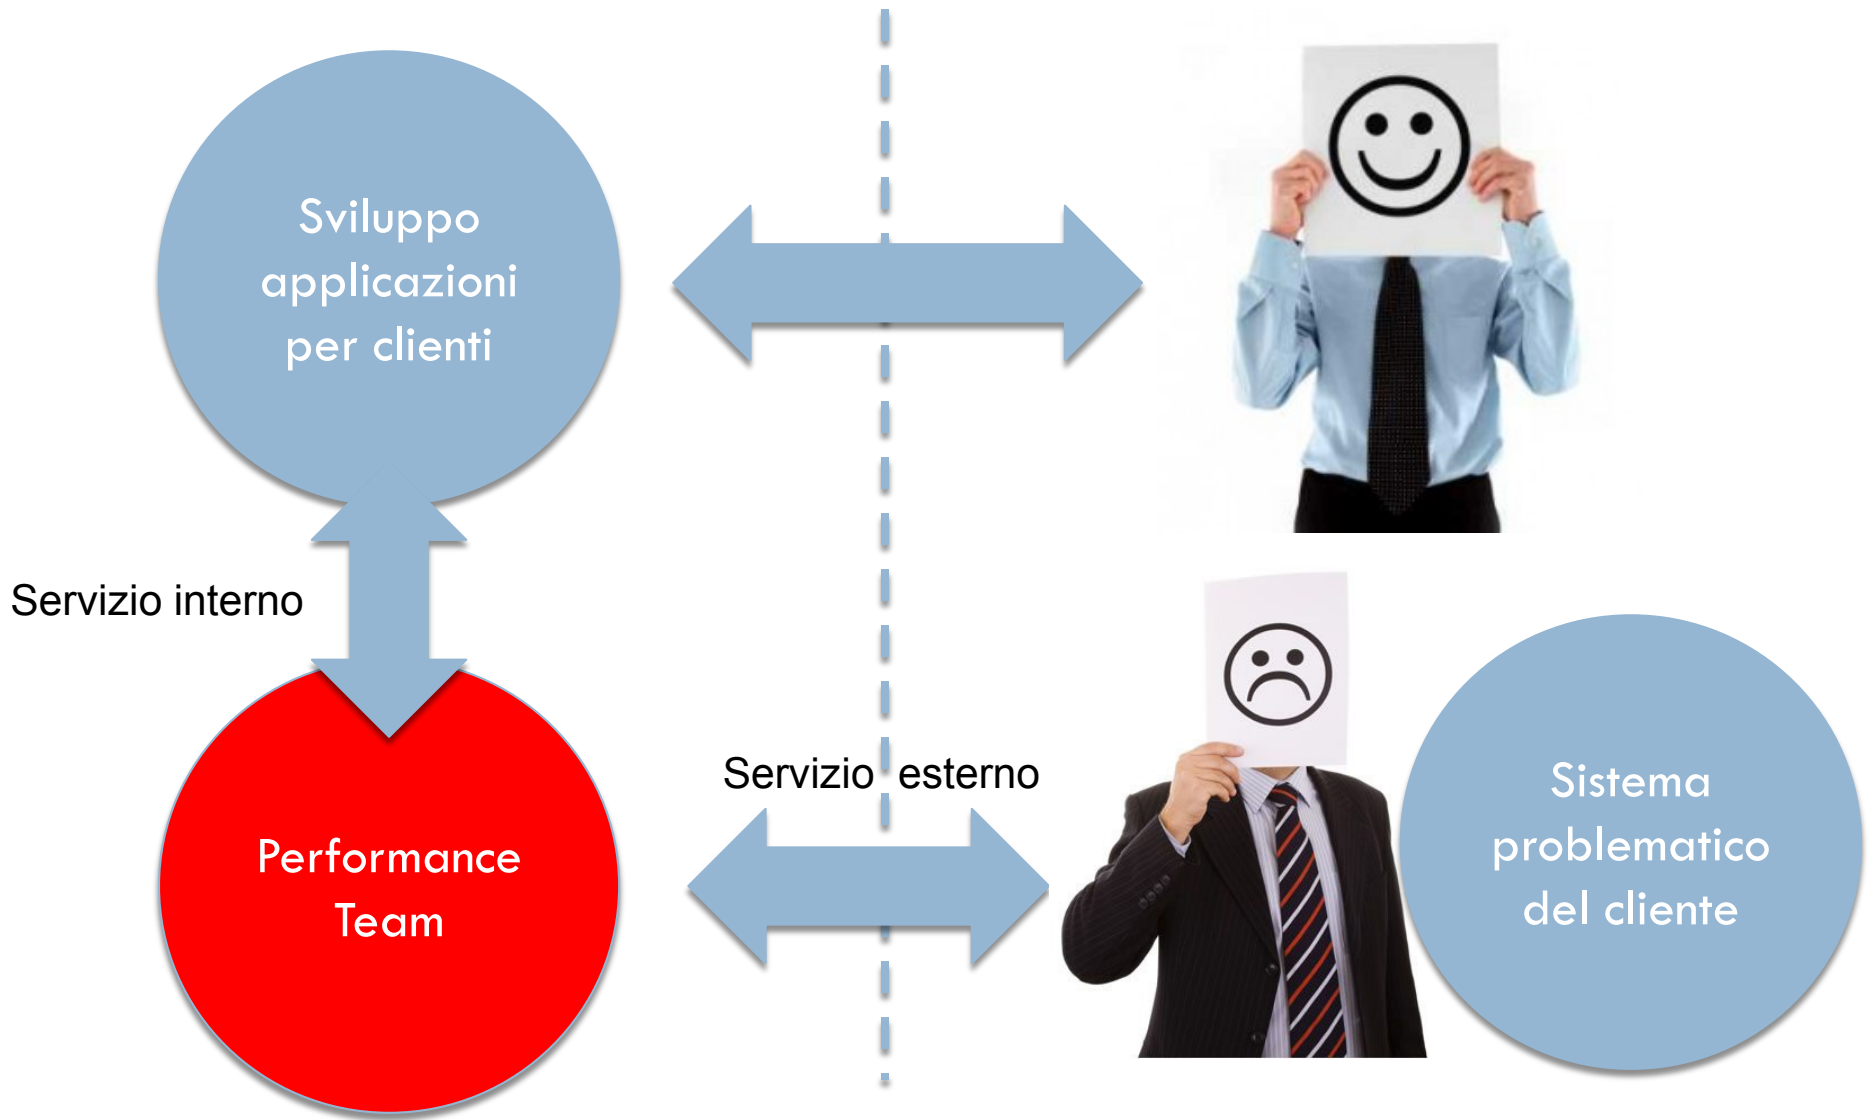 Sviluppo
applicazioni
per clienti
Servizio interno
Performance
Team
Servizio esterno
Sistema
problematico
del cliente